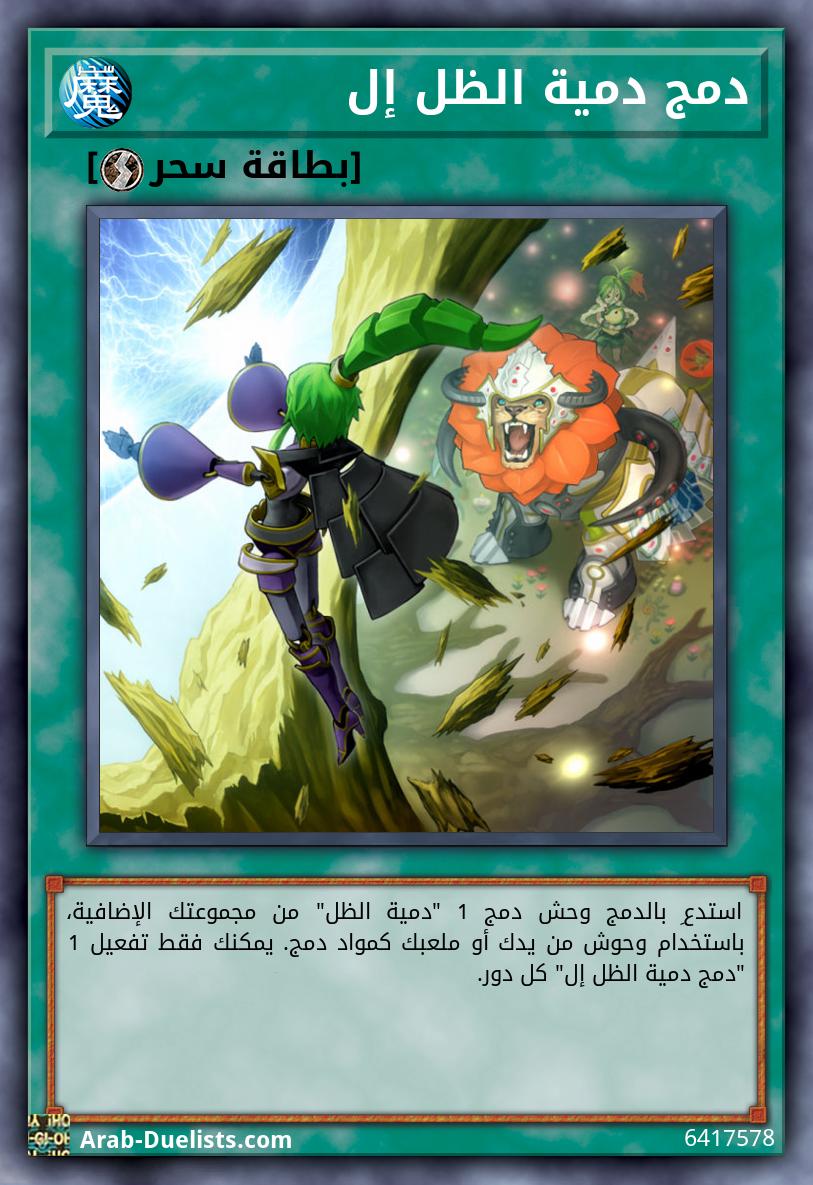 دمج دمية الظل إل
سحر
魔
[بطاقة سحر]
استدعِ بالدمج وحش دمج 1 "دمية الظل" من مجموعتك الإضافية،
باستخدام وحوش من يدك أو ملعبك كمواد دمج. يمكنك فقط تفعيل 1
"دمج دمية الظل إل" كل دور.
Arab-Duelists.com
6417578